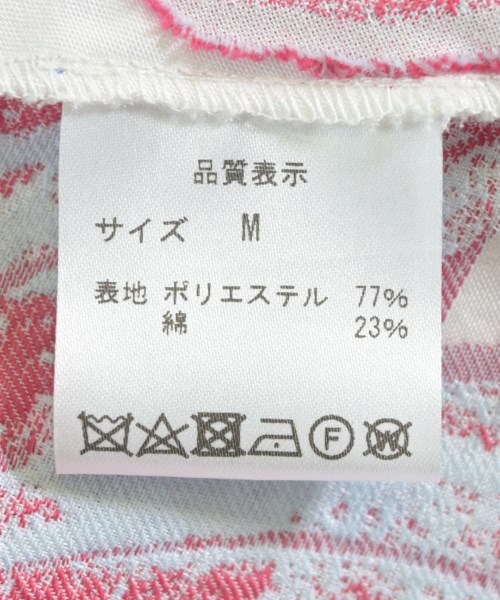 品質表示
サイズ M
表地 ポリエステル 77%
綿 23%
F W